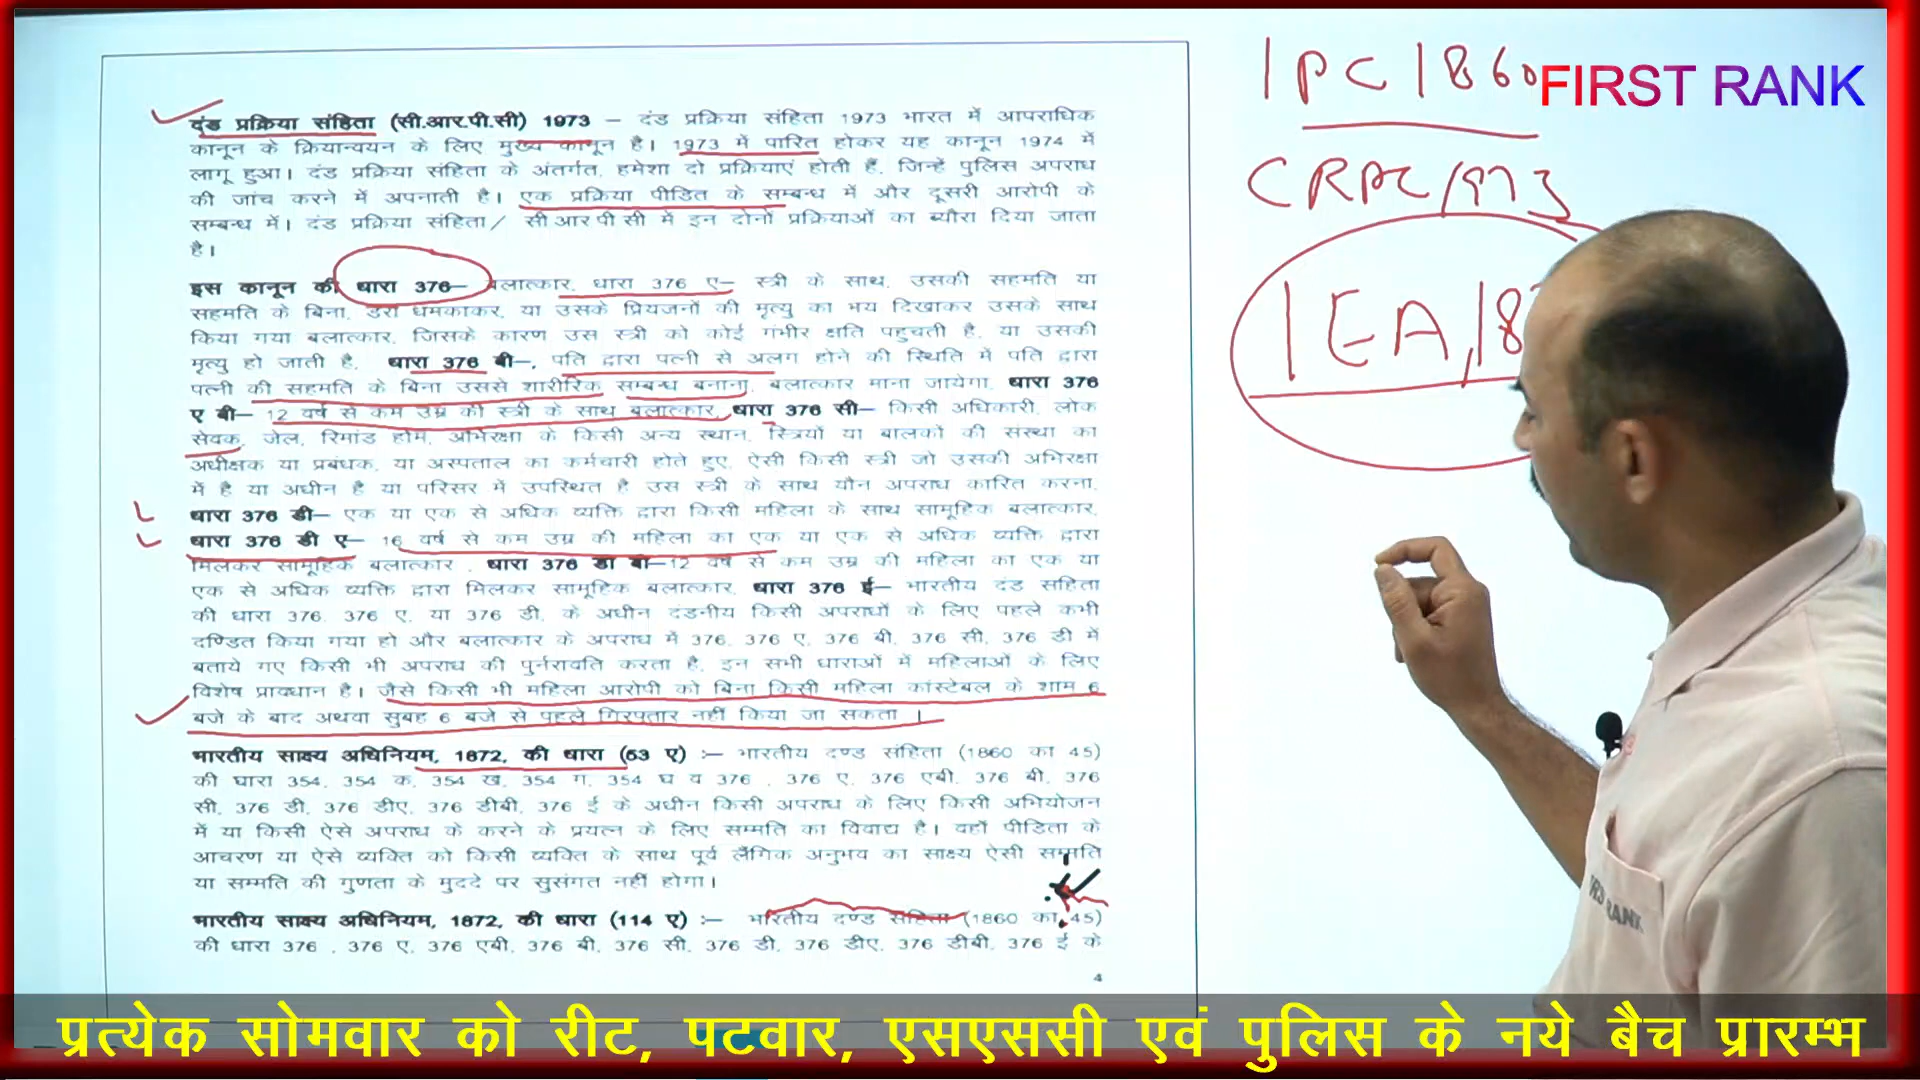 दंड प्रक्रिया संहिता (सी.आर.पी.सी) 1973 – दंड प्रक्रिया संहिता 1973 भारत में आपराधिक
कानून के क्रियान्वयन के लिए मुख्य कानून है। 1973 में पारित होकर यह कानून 1974 में
लागू हुआ। दंड प्रक्रिया संहिता के अंतर्गत, हमेशा दो प्रक्रियाएं होती हैं, जिन्हें पुलिस अपराध
की जांच करने में अपनाती है। एक प्रक्रिया पीडित के सम्बन्ध में और दूसरी आरोपी के
सम्बन्ध में। दंड प्रक्रिया संहिता/ सी आर पी सी में इन दोनों प्रक्रियाओं का ब्यौरा दिया जाता
है।
इस कानून की धारा 376– बलात्कार, धारा 376 ए– स्त्री के साथ, उसकी सहमति या
सहमति के बिना, डरा धमकाकर, या उसके प्रियजनों की मृत्यु का भय दिखाकर उसके साथ
किया गया बलात्कार, जिसके कारण उस स्त्री को कोई गंभीर क्षति पहुचती है, या उसकी
मृत्यु हो जाती है, धारा 376 बी–, पति द्वारा पत्नी से अलग होने की स्थिति में पति द्वारा
पत्नी की सहमति के बिना उससे शारीरिक सम्बन्ध बनाना, बलात्कार माना जायेगा, धारा 376
ए बी– 12 वर्ष से कम उम्र की स्त्री के साथ बलात्कार, धारा 376 सी– किसी अधिकारी, लोक
सेवक, जेल, रिमांड होम, अभिरक्षा के किसी अन्य स्थान, स्त्रियों या बालकों की संस्था का
अधीक्षक या प्रबंधक, या अस्पताल का कर्मचारी होते हुए, ऐसी किसी स्त्री जो उसकी अभिरक्षा
में है या अधीन है या परिसर में उपस्थित है उस स्त्री के साथ यौन अपराध कारित करना,
धारा 376 डी– एक या एक से अधिक व्यक्ति द्वारा किसी महिला के साथ सामूहिक बलात्कार,
धारा 376 डी ए– 16 वर्ष से कम उम्र की महिला का एक या एक से अधिक व्यक्ति द्वारा
मिलकर सामूहिक बलात्कार , धारा 376 डी बी–12 वर्ष से कम उम्र की महिला का एक या
एक से अधिक व्यक्ति द्वारा मिलकर सामूहिक बलात्कार, धारा 376 ई– भारतीय दंड संहिता
की धारा 376, 376 ए, या 376 डी, के अधीन दंडनीय किसी अपराधों के लिए पहले कभी
दण्डित किया गया हो और बलात्कार के अपराध में 376, 376 ए, 376 बी, 376 सी, 376 डी में
बताये गए किसी भी अपराध की पुर्नरावति करता है, इन सभी धाराओं में महिलाओं के लिए
विशेष प्रावधान है। जैसे किसी भी महिला आरोपी को बिना किसी महिला कांस्टेबल के शाम 6
बजे के बाद अथवा सुबह 6 बजे से पहले गिरफ्तार नहीं किया जा सकता ।
भारतीय साक्ष्य अधिनियम, 1872, की धारा (53 ए) :– भारतीय दण्ड संहिता (1860 का 45)
की धारा 354, 354 क, 354 ख, 354 ग, 354 घ व 376 , 376 ए, 376 एबी, 376 बी, 376
सी, 376 डी, 376 डीए, 376 डीबी, 376 ई के अधीन किसी अपराध के लिए किसी अभियोजन
में या किसी ऐसे अपराध के करने के प्रयत्न के लिए सम्मति का विवाद्य है। वहाँ पीडिता के
आचरण या ऐसे व्यक्ति को किसी व्यक्ति के साथ पूर्व लैंगिक अनुभव का साक्ष्य ऐसी सम्मति
या सम्मति की गुणता के मुददे पर सुसंगत नहीं होगा।
भारतीय साक्ष्य अधिनियम, 1872, की धारा (114 ए) :– भारतीय दण्ड संहिता (1860 का 45)
की धारा 376 , 376 ए, 376 एबी, 376 बी, 376 सी, 376 डी, 376 डीए, 376 डीबी, 376 ई के
4
IPC 1860
FIRST RANK
CRPC 1973
IEA, 18
RANK
प्रत्येक सोमवार को रीट, पटवार, एसएससी एवं पुलिस के नये बैच प्रारम्भ